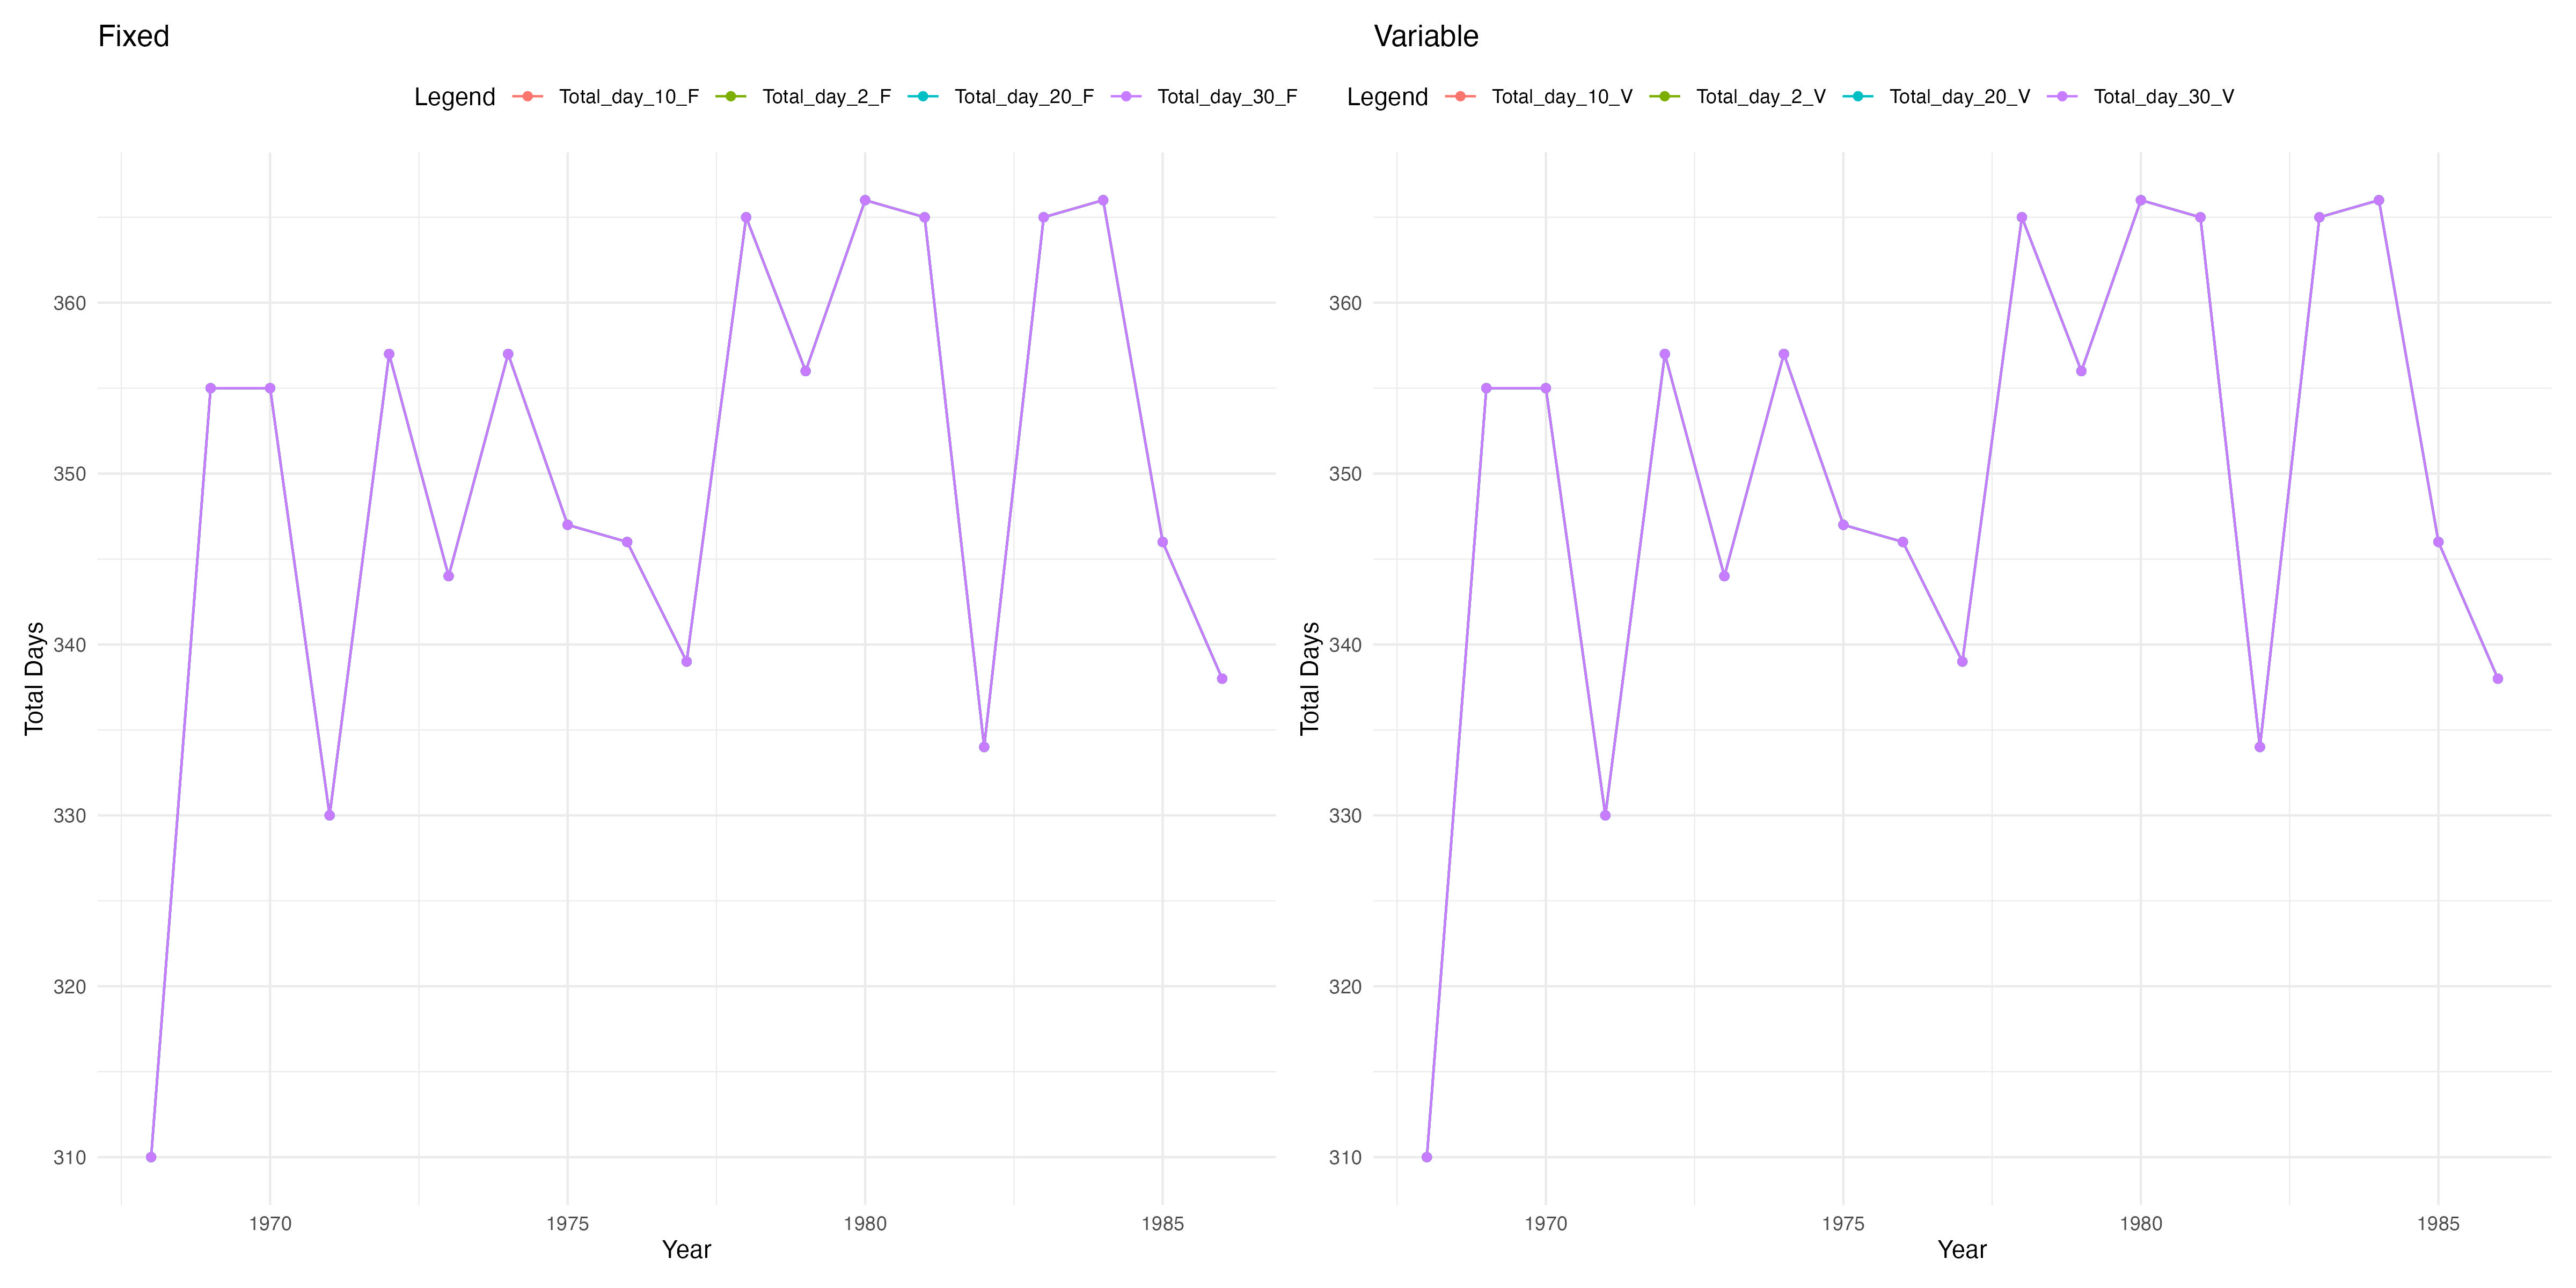 Fixed
Legend Total_day_10_F Total_day_2_F Total_day_20_F Total_day_30_F
360
350
340
330
320
310
Total Days
1970 1975 1980 1985
Year
Variable
Legend Total_day_10_V Total_day_2_V Total_day_20_V Total_day_30_V
360
350
340
330
320
310
Total Days
1970 1975 1980 1985
Year